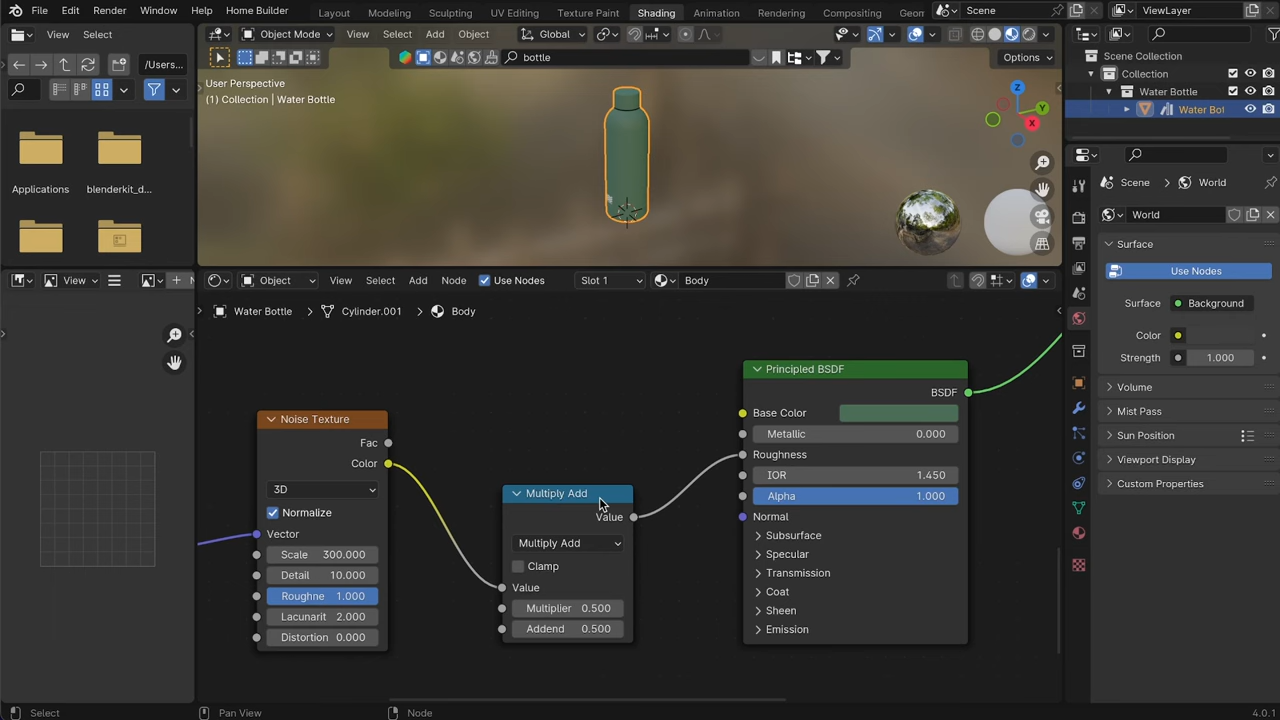 File Edit Render Window Help Home Builder
Layout Modeling Sculpting UV Editing Texture Paint Shading Animation Rendering Compositing Geor
Scene
ViewLayer
View Select
Object Mode
View Select Add Object
Global
/Users...
bottle
Options
User Perspective
(1) Collection | Water Bottle
Z
Y
X
Applications
blenderkit_d...
Scene Collection
Collection
Water Bottle
Water Bot
Scene > World
World
Surface
Use Nodes
Surface Background
Color
Strength 1.000
Volume
Mist Pass
Sun Position
Viewport Display
Custom Properties
View
N
Object
View Select Add Node
Use Nodes
Slot 1
Body
Water Bottle > Cylinder.001 > Body
Noise Texture
Fac
Color
3D
Normalize
Vector
Scale 300.000
Detail 10.000
Roughne 1.000
Lacunarit 2.000
Distortion 0.000
Multiply Add
Value
Multiply Add
Clamp
Value
Multiplier 0.500
Addend 0.500
Principled BSDF
BSDF
Base Color
Metallic 0.000
Roughness
IOR 1.450
Alpha 1.000
Normal
Subsurface
Specular
Transmission
Coat
Sheen
Emission
Select
Pan View
Node
4.0.1